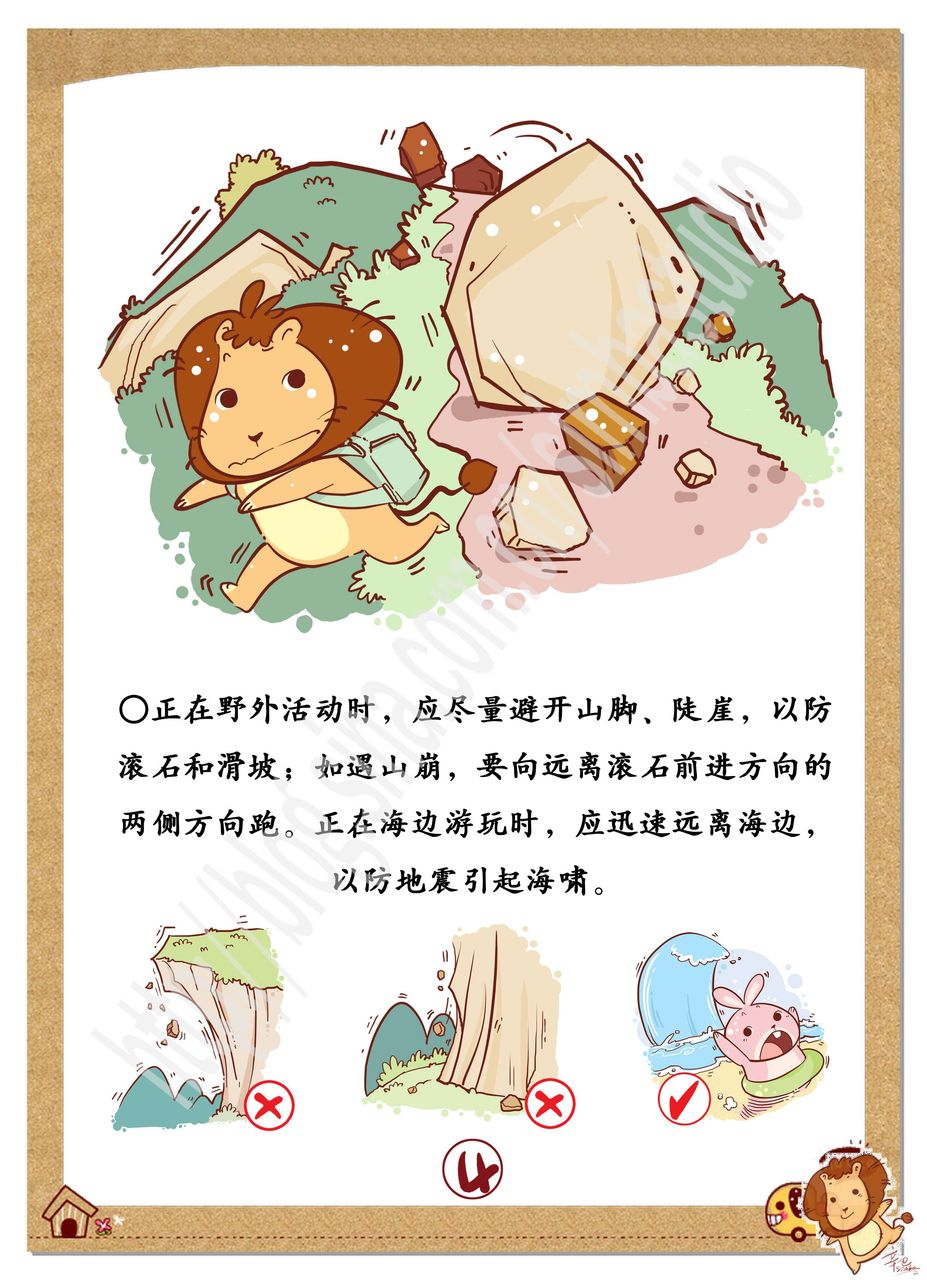 〇正在野外活动时，应尽量避开山脚、陡崖，以防
滚石和滑坡；如遇山崩，要向远离滚石前进方向的
两侧方向跑。正在海边游玩时，应迅速远离海边，
以防地震引起海啸。
4